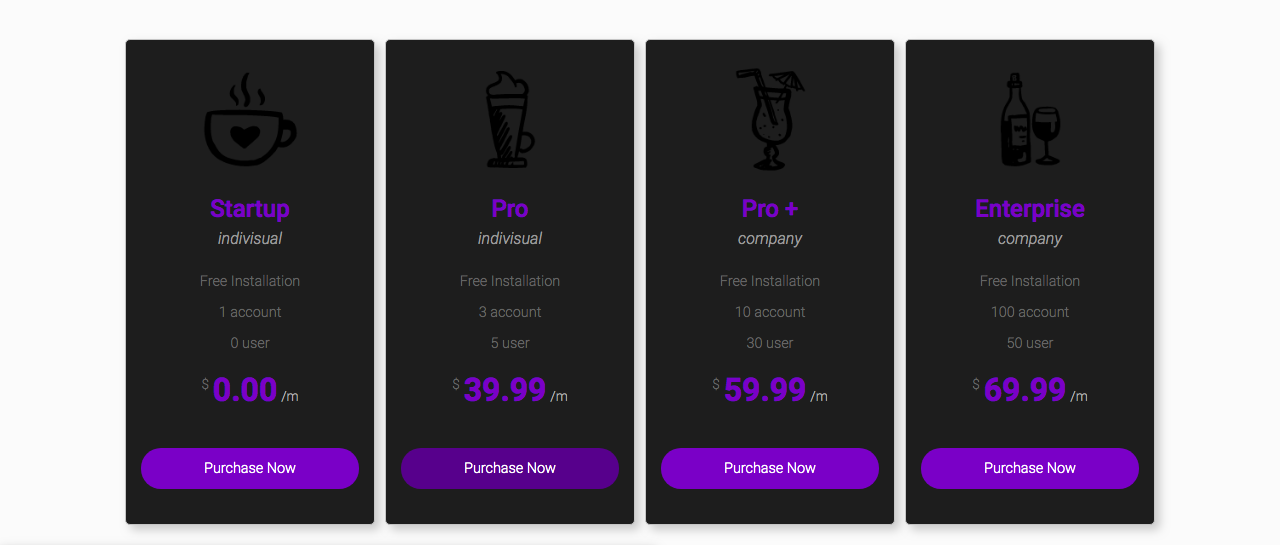 Startup
indivisual
Free Installation
1 account
0 user
$ 0.00 /m
Purchase Now
Pro
indivisual
Free Installation
3 account
5 user
$ 39.99 /m
Purchase Now
Pro +
company
Free Installation
10 account
30 user
$ 59.99 /m
Purchase Now
Enterprise
company
Free Installation
100 account
50 user
$ 69.99 /m
Purchase Now